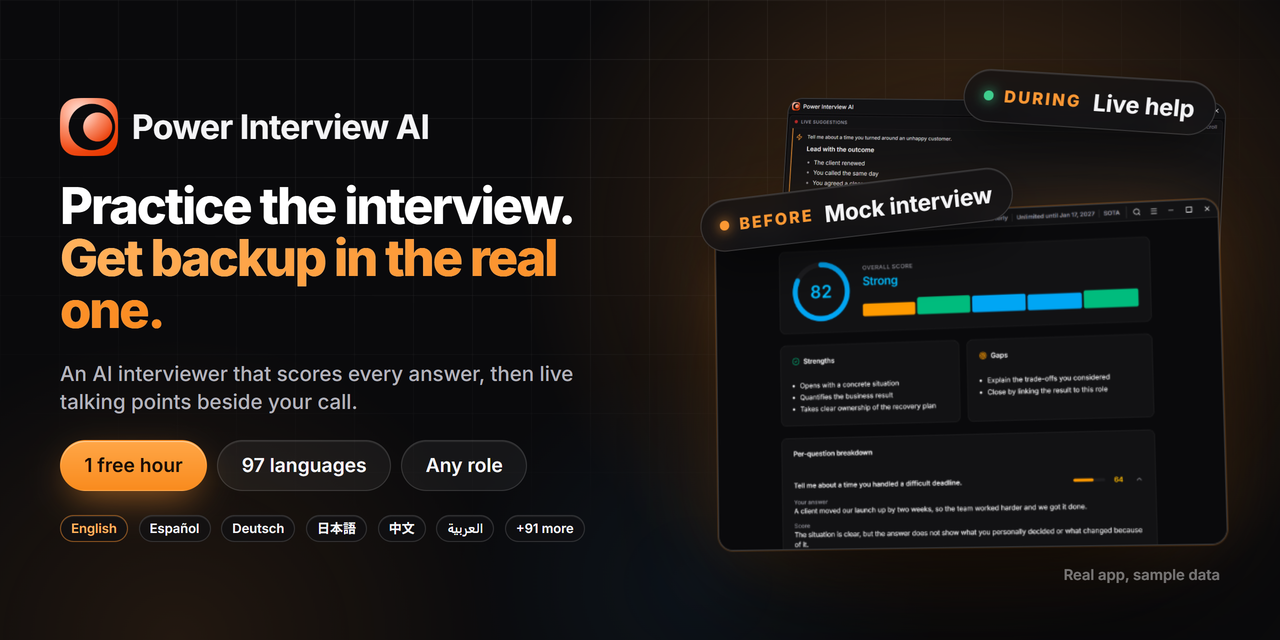 Power Interview AI
Practice the interview.
Get backup in the real
one.
An AI interviewer that scores every answer, then live
talking points beside your call.
1 free hour
97 languages
Any role
English
Español
Deutsch
日本語
中文
العربية
+91 more
Power Interview AI
DURING Live help
LIVE SUGGESTIONS
Tell me about a time you turned around an unhappy customer.
Lead with the outcome
• The client renewed
• You called the same day
• You agreed a
BEFORE Mock interview
Unlimited until Jan 17, 2027
SOTA
82
OVERALL SCORE
Strong
Strengths
• Opens with a concrete situation
• Quantifies the business result
• Takes clear ownership of the recovery plan
Gaps
• Explain the trade-offs you considered
• Close by linking the result to this role
Per-question breakdown
Tell me about a time you handled a difficult deadline.
64
Your answer
A client moved our launch up by two weeks, so the team worked harder and we got it done.
Score
The situation is clear, but the answer does not show what you personally decided or what changed because
of it.
Real app, sample data